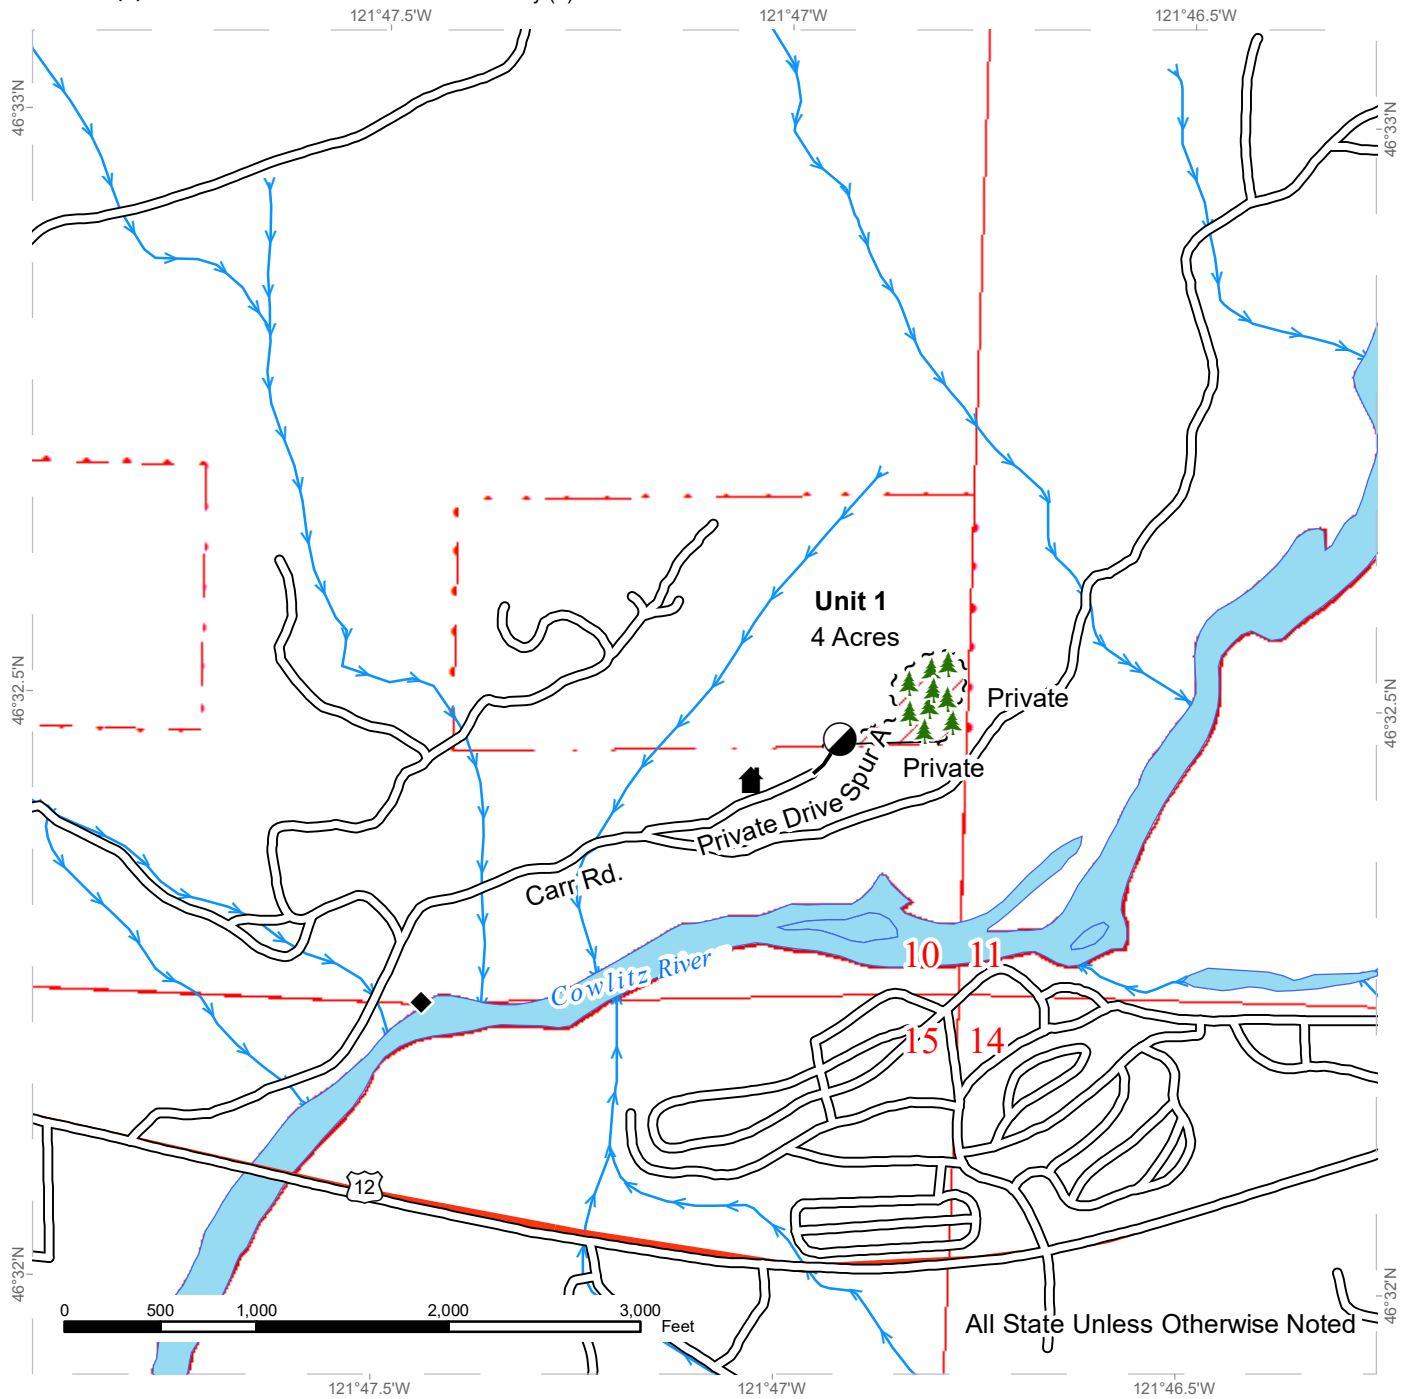 121°47.5'W
121°47'W
121°46.5'W
46°33'N
46°33'N
Unit 1
4 Acres
46°32.5'N
46°32.5'N
Private
Private
Spur A
Private Drive
Carr Rd.
Cowlitz River
10
11
15
14
12
46°32'N
46°32'N
0
500
1,000
2,000
3,000
Feet
All State Unless Otherwise Noted
121°47.5'W
121°47'W
121°46.5'W